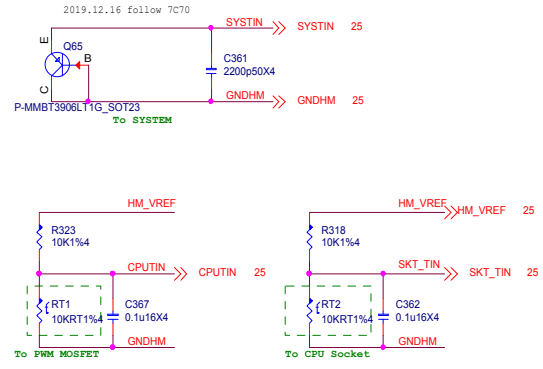 2019.12.16 follow 7C70
SYSTIN SYSTIN 25
E
Q65
B
C361
2200p50X4
C
GNDHM GNDHM 25
P-MMBT3906LT1G_SOT23
To SYSTEM
HM_VREF
R323
10K1%4
CPUTIN CPUTIN 25
RT1
10KRT1%4
C367
0.1u16X4
GNDHM
To PWM MOSFET
HM_VREF HM_VREF 25
R318
10K1%4
SKT_TIN SKT_TIN 25
RT2
10KRT1%4
C362
0.1u16X4
GNDHM
To CPU Socket